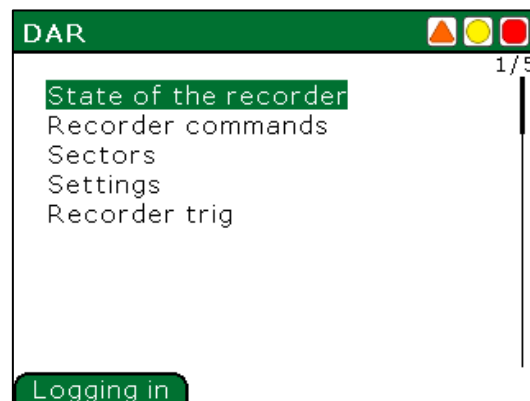 DAR
1/5
State of the recorder
Recorder commands
Sectors
Settings
Recorder trig
Logging in